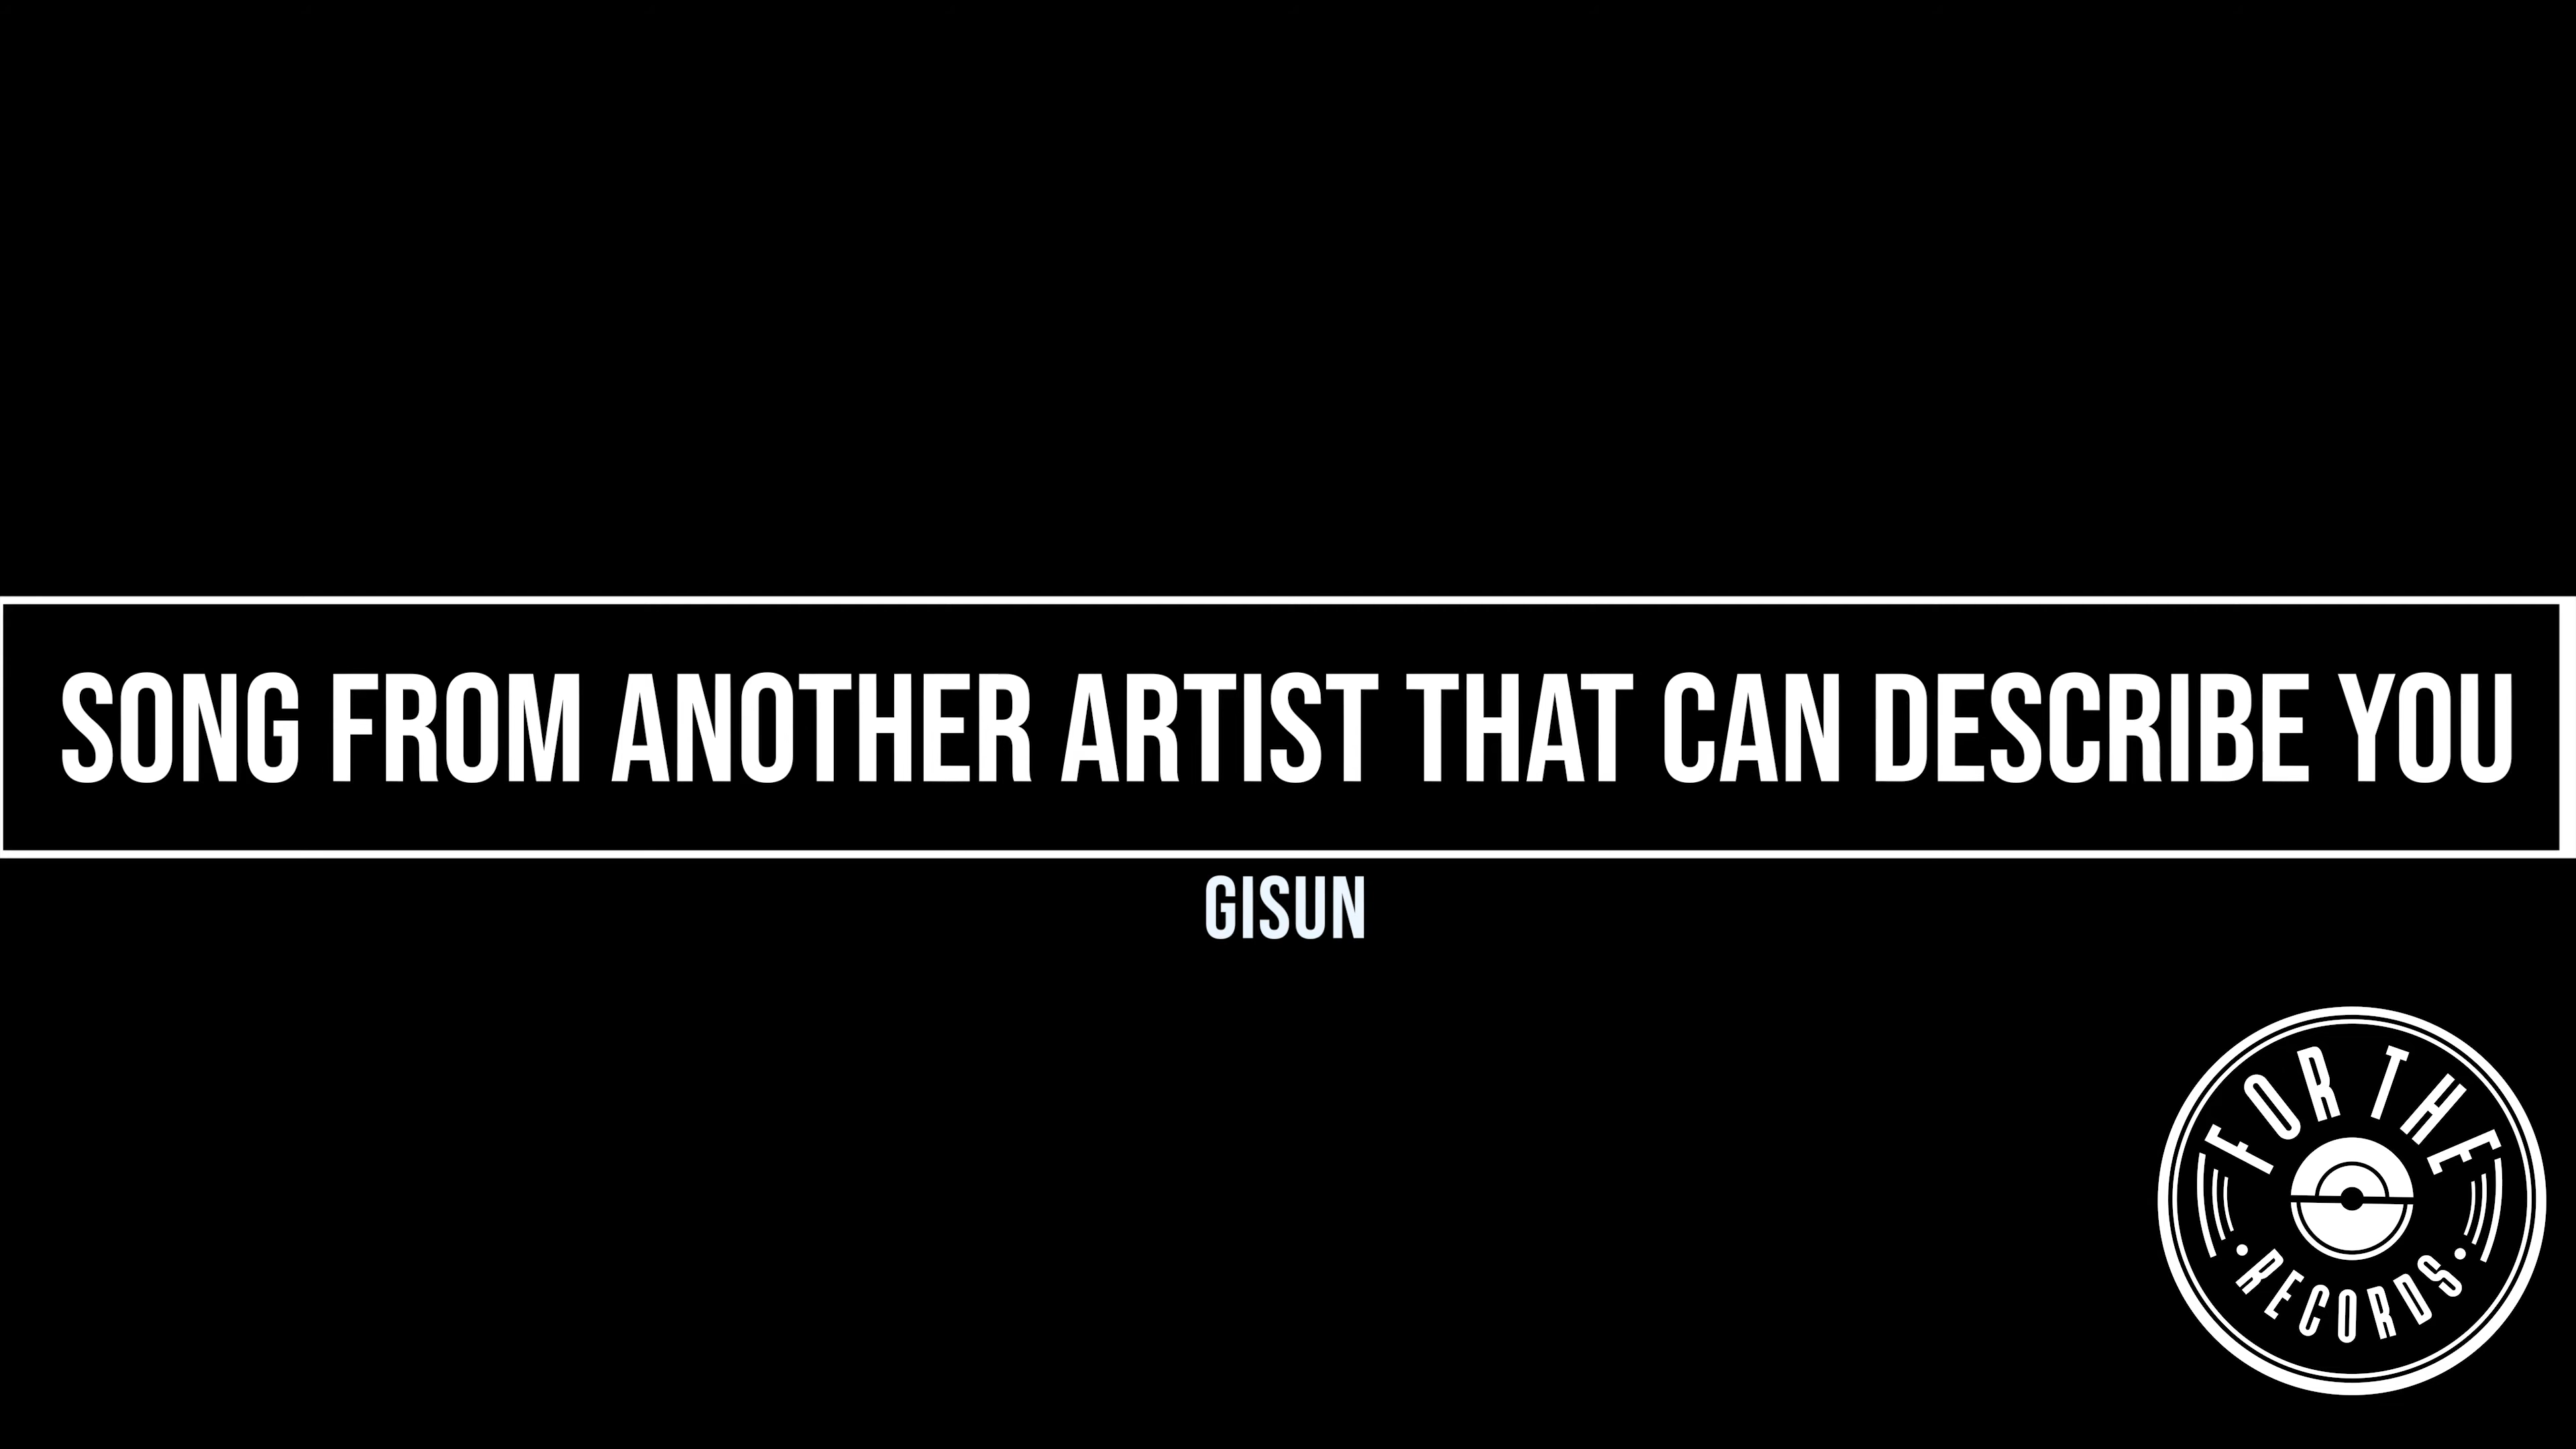 SONG FROM ANOTHER ARTIST THAT CAN DESCRIBE YOU
GISUN
FOR THE
RECORDS